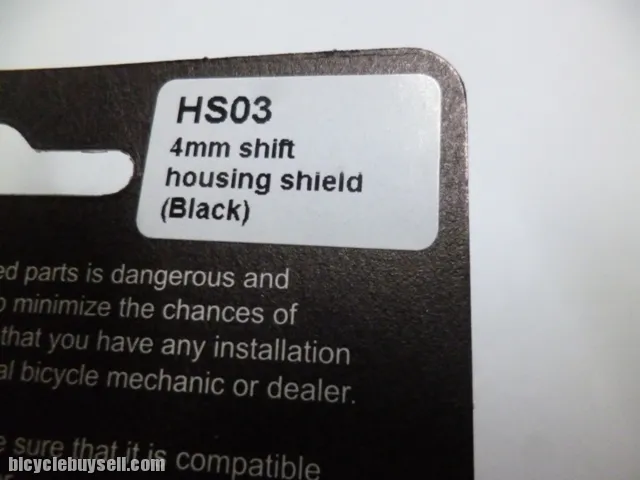 HS03
4mm shift
housing shield
(Black)
ed parts is dangerous and
o minimize the chances of
that you have any installation
al bicycle mechanic or dealer.
e sure that it is compatible
bicyclebuysell.com